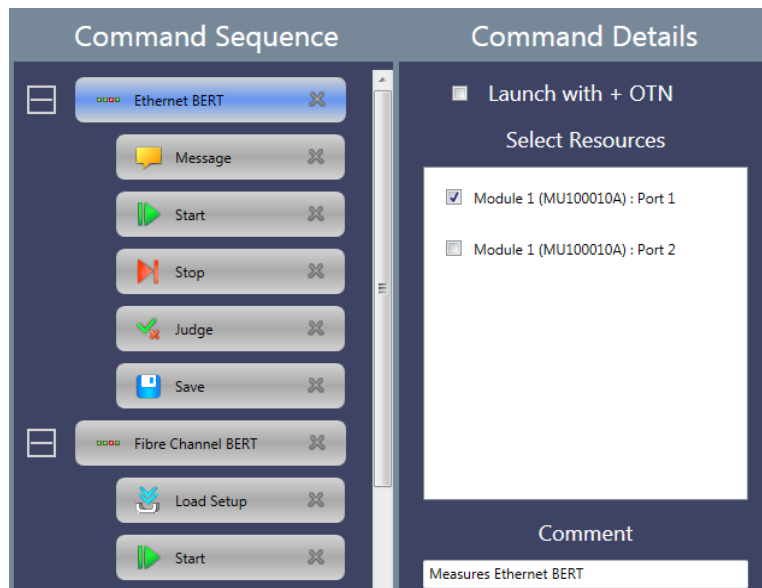 Command Sequence
Ethernet BERT
Message
Start
Stop
Judge
Save
Fibre Channel BERT
Load Setup
Start
Command Details
Launch with + OTN
Select Resources
Module 1 (MU100010A) : Port 1
Module 1 (MU100010A) : Port 2
Comment
Measures Ethernet BERT